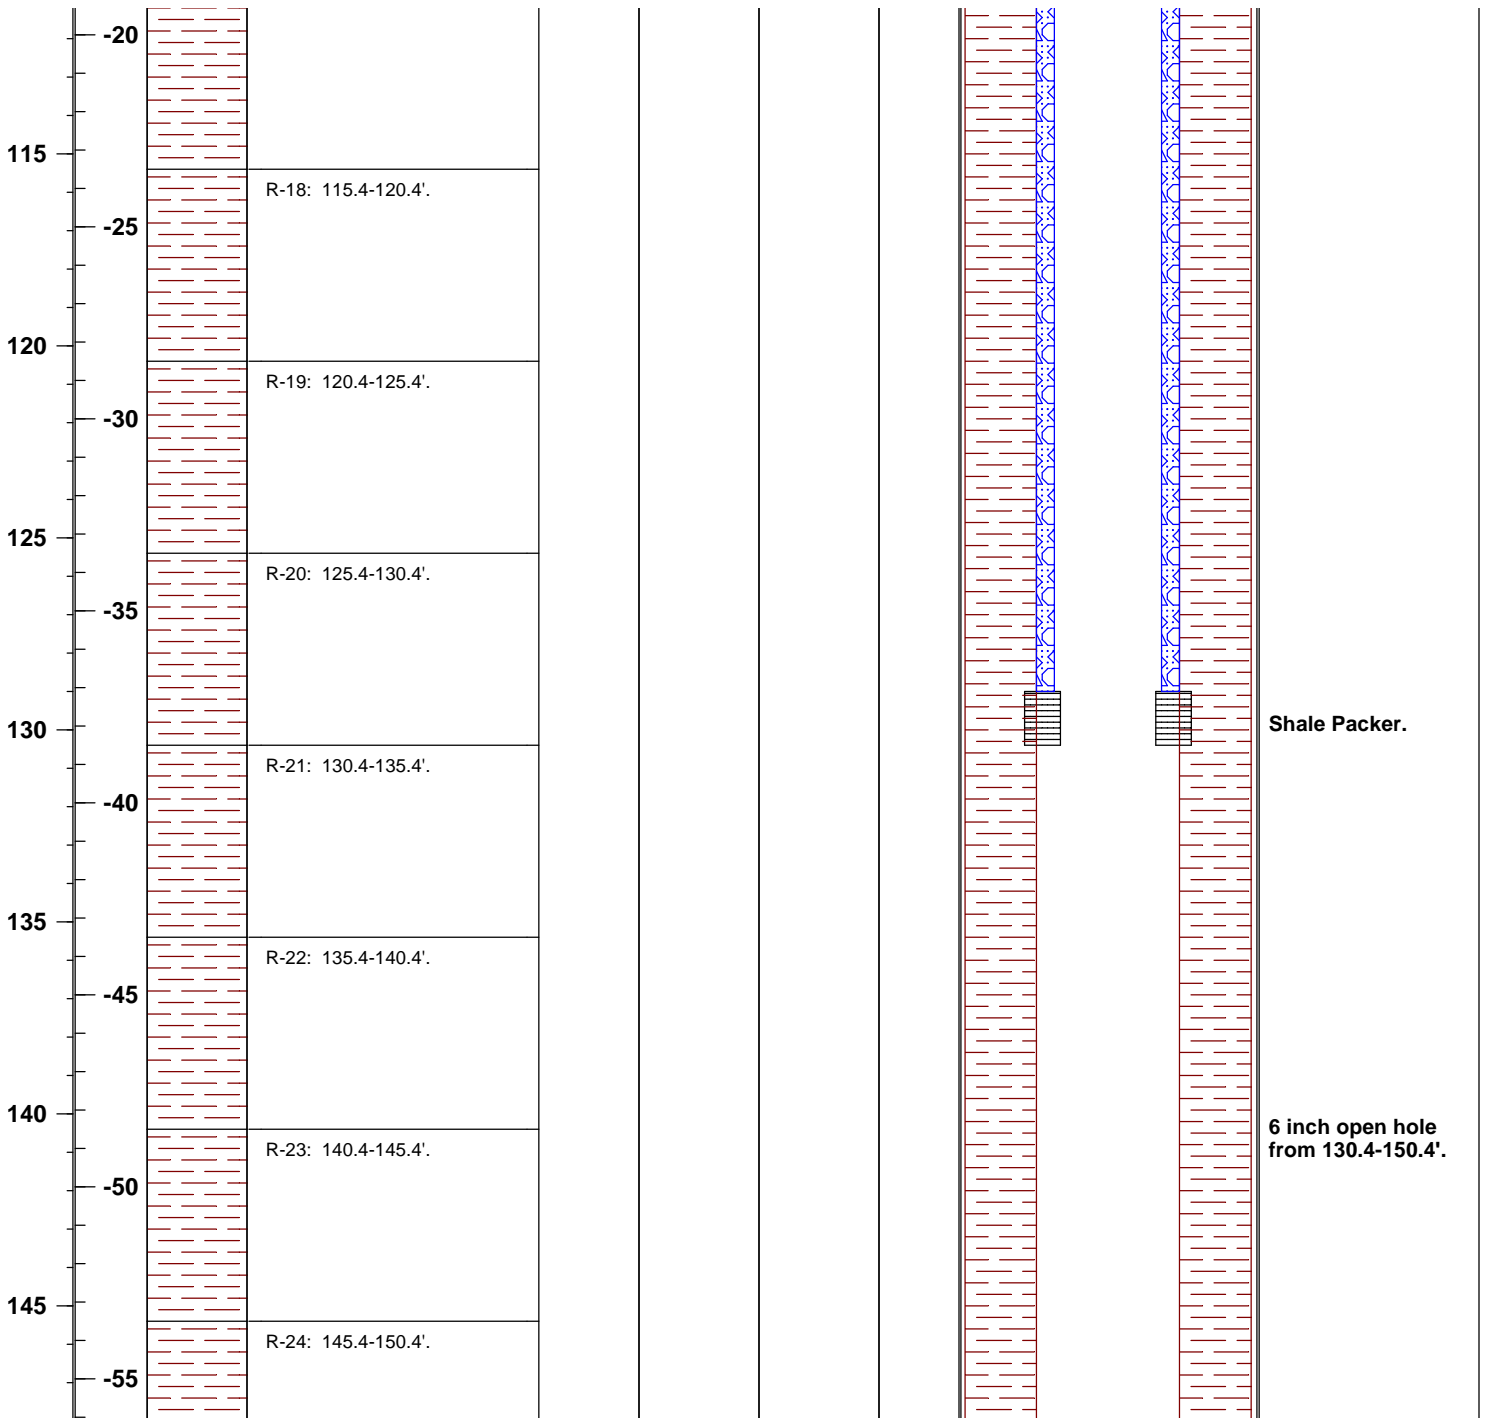 -20
115
R-18: 115.4-120.4'.
-25
120
R-19: 120.4-125.4'.
-30
125
R-20: 125.4-130.4'.
-35
130
Shale Packer.
R-21: 130.4-135.4'.
-40
135
R-22: 135.4-140.4'.
-45
140
6 inch open hole
from 130.4-150.4'.
R-23: 140.4-145.4'.
-50
145
R-24: 145.4-150.4'.
-55